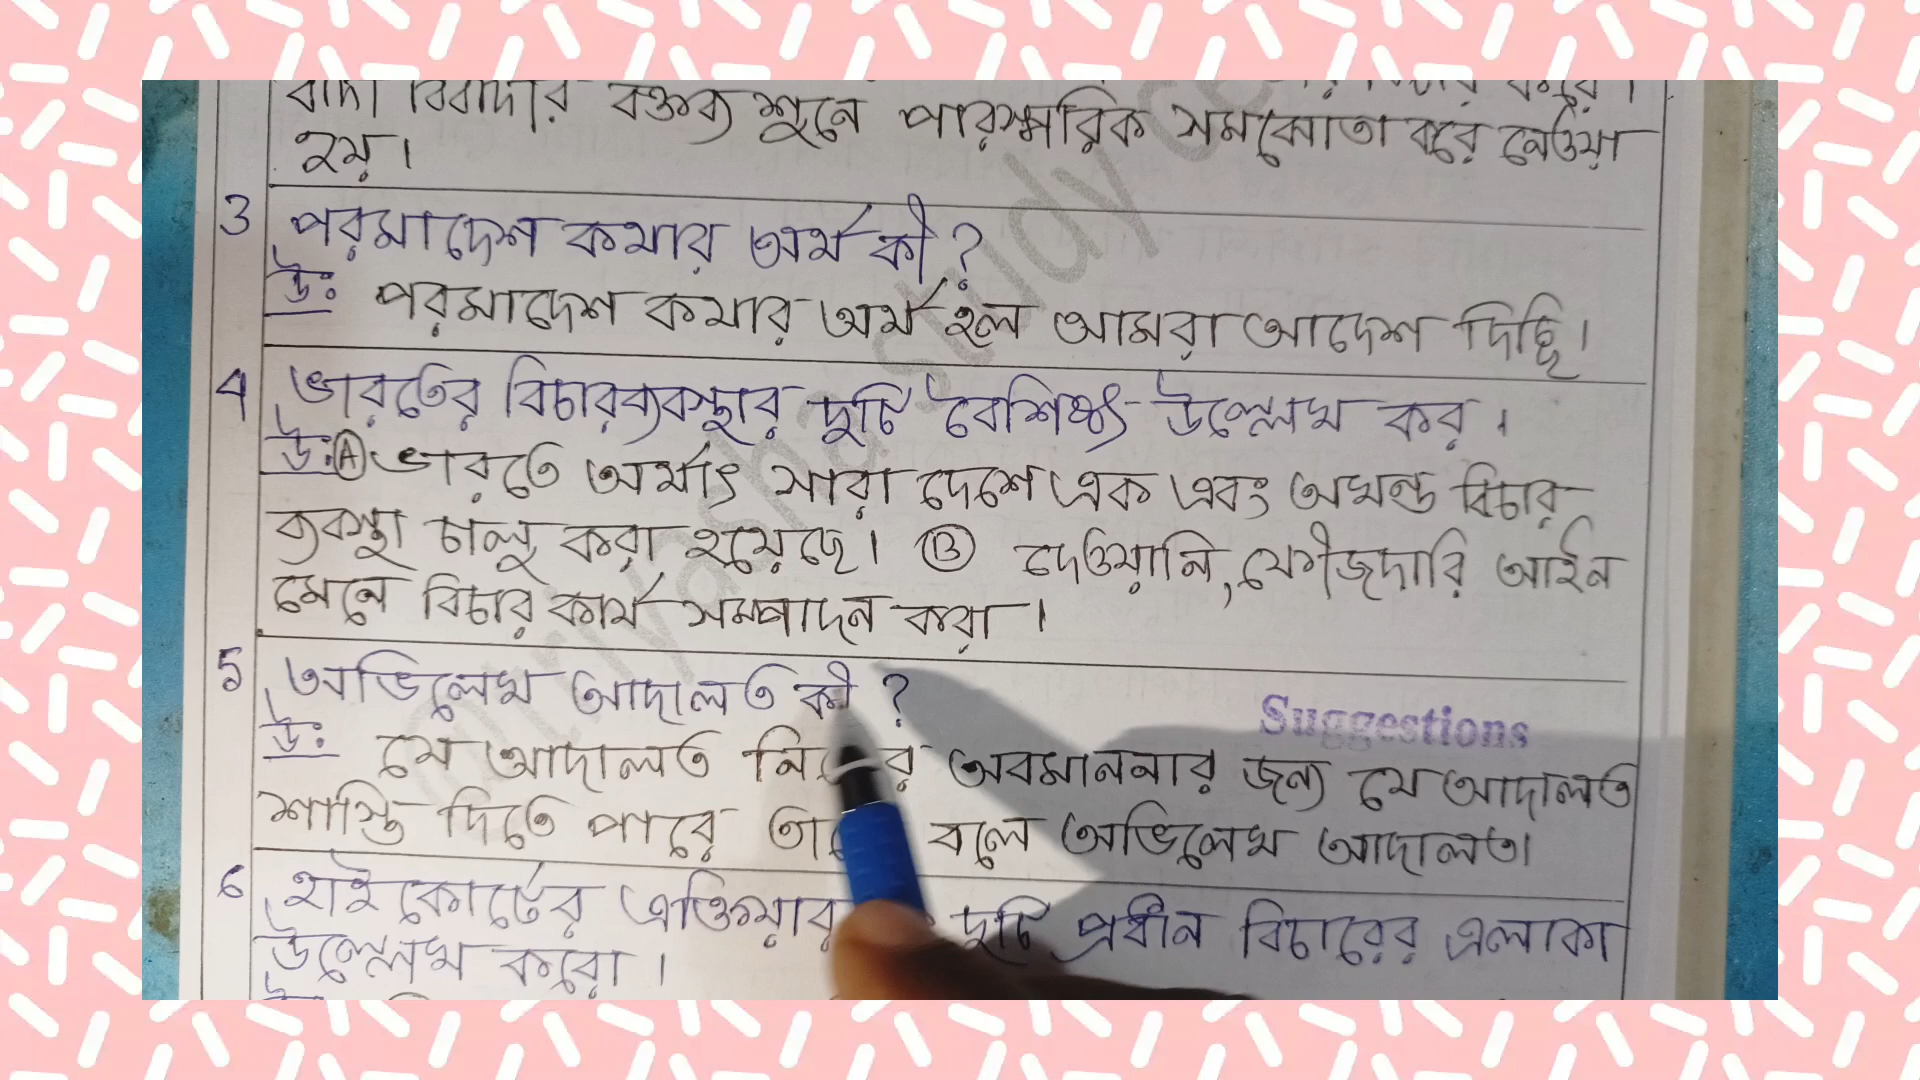 বাদী বিবাদীর বক্তব্য শুনে পারস্পরিক সমঝোতা করে নেওয়া
হয়।
3 পরমাদেশ কথার অর্থ কী?
উঃ পরমাদেশ কথার অর্থ হল আমরা আদেশ দিচ্ছি।
4 ভারতের বিচারব্যবস্থার দুটি বৈশিষ্ট্য উল্লেখ কর।
উঃ Ⓐ ভারতে অর্থাৎ সারা দেশে এক এবং অখন্ড বিচার
ব্যবস্থা চালু করা হয়েছে। Ⓑ দেওয়ানি, ফৌজদারি আইন
মেনে বিচার কার্য সম্পাদন করা।
5 অভিলেখ আদালত কী?
Suggestions
উঃ যে আদালত অবমাননার জন্য যে আদালত
শাস্তি দিতে পারে বলে অভিলেখ আদালত।
৬ হাইকোর্টের এক্তিয়ার দুটি প্রধীন বিচারের এলাকা
উল্লেখ করো।
study